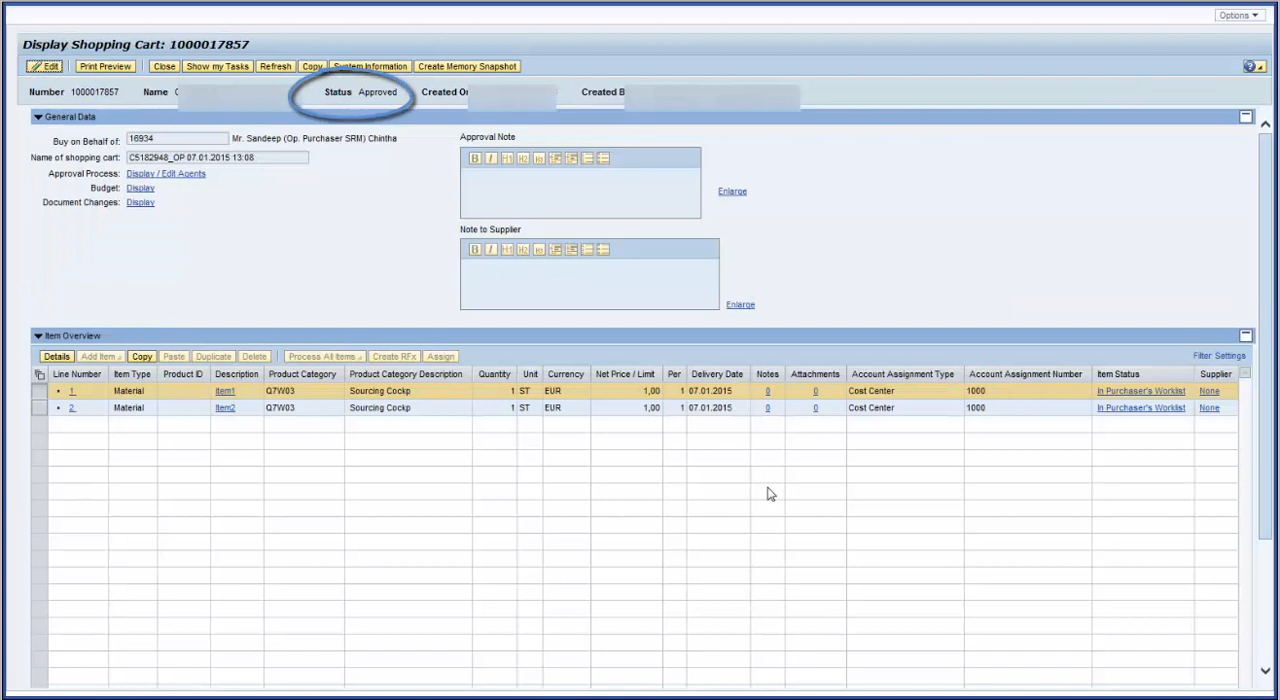 Options
Display Shopping Cart: 1000017857
Edit Print Preview Close Show my Tasks Refresh Copy System Information Create Memory Snapshot
Number 1000017857 Name Status Approved Created On Created B
General Data
Buy on Behalf of: 16934 Mr. Sandeep (Op. Purchaser SRM) Chintha
Name of shopping cart: C5182948_OP 07.01.2015 13:08
Approval Process: Display / Edit Agents
Budget: Display
Document Changes: Display
Approval Note
B I H1 H2 H3
Enlarge
Note to Supplier
B I H1 H2 H3
Enlarge
Item Overview
Details Add Item Copy Paste Duplicate Delete Process All Items Create RFx Assign Filter Settings
Line Number Item Type Product ID Description Product Category Product Category Description Quantity Unit Currency Net Price / Limit Per Delivery Date Notes Attachments Account Assignment Type Account Assignment Number Item Status Supplier
• 1 Material Item1 Q7W03 Sourcing Cockp 1 ST EUR 1,00 1 07.01.2015 0 0 Cost Center 1000 In Purchaser's Worklist None
• 2 Material Item2 Q7W03 Sourcing Cockp 1 ST EUR 1,00 1 07.01.2015 0 0 Cost Center 1000 In Purchaser's Worklist None